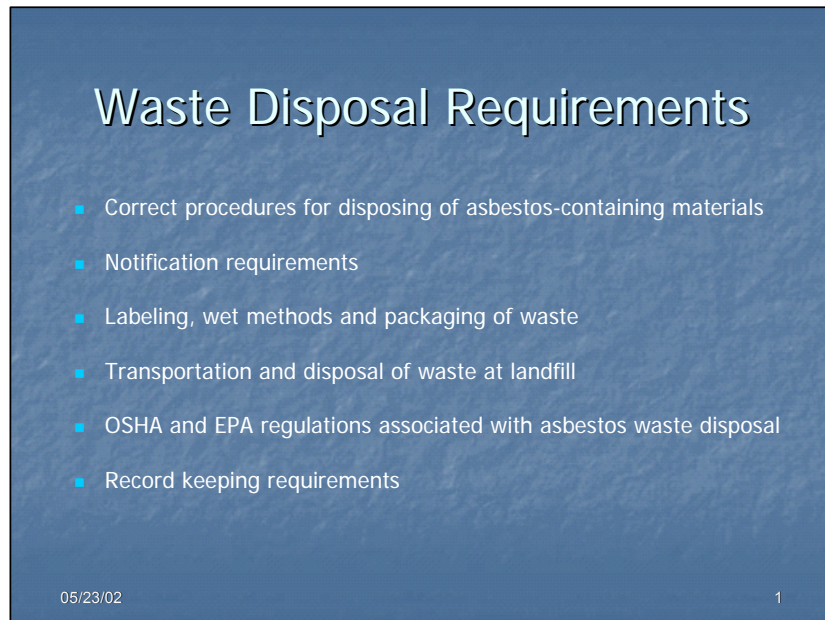 Waste Disposal Requirements
Correct procedures for disposing of asbestos-containing materials
Notification requirements
Labeling, wet methods and packaging of waste
Transportation and disposal of waste at landfill
OSHA and EPA regulations associated with asbestos waste disposal
Record keeping requirements
05/23/02 1